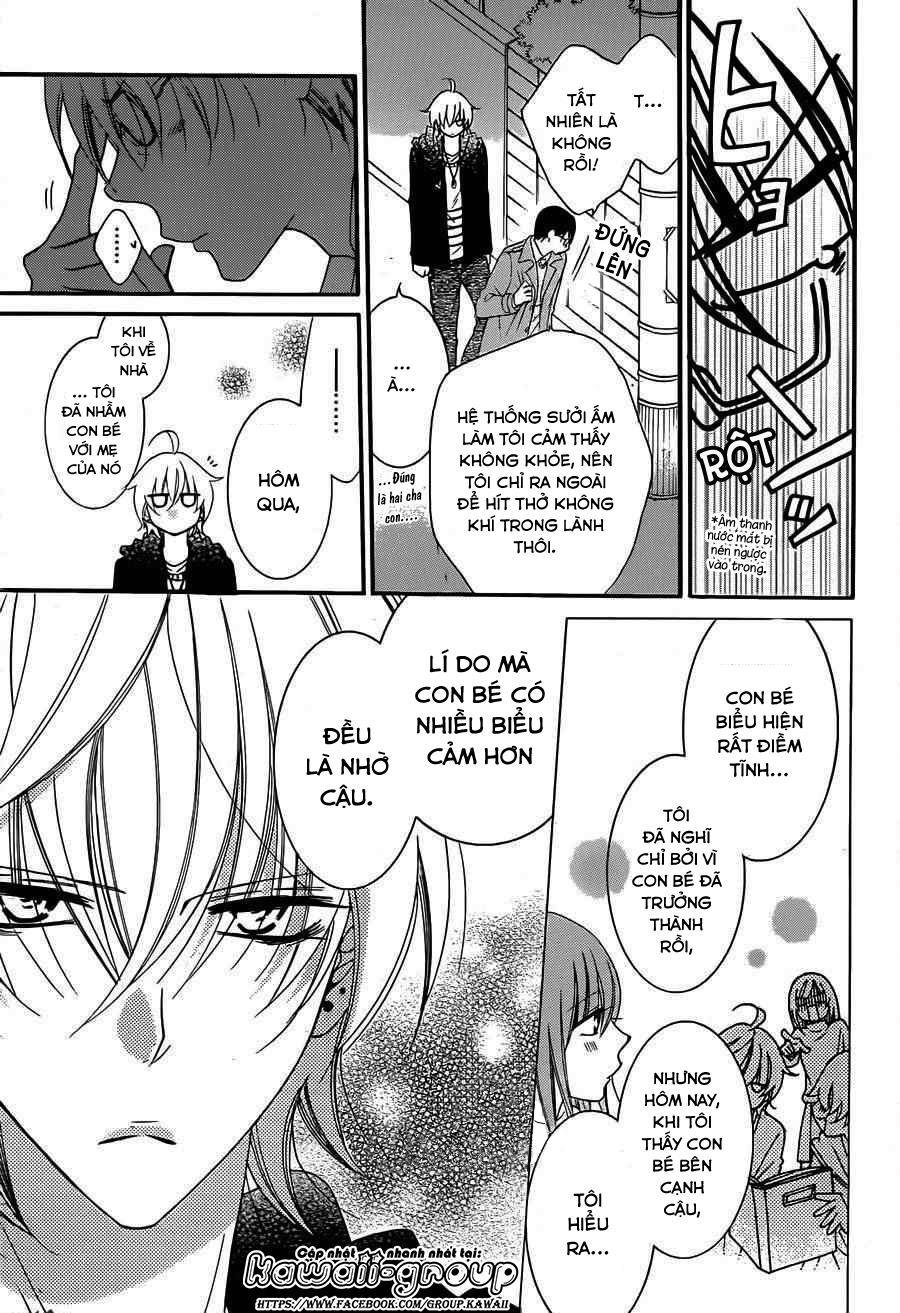 ヒョーーッ
RỘT
*Âm thanh
nước mắt bị
nén ngược
vào trong.
T...
TẤT
NHIÊN LÀ
KHÔNG
RỒI!
ĐỨNG
LÊN
...
À...
...Đúng
là hai cha
con....
HỆ THỐNG SƯỞI ẤM
LÀM TÔI CẢM THẤY
KHÔNG KHỎE, NÊN
TÔI CHỈ RA NGOÀI
ĐỂ HÍT THỞ KHÔNG
KHÍ TRONG LÀNH
THÔI.
......
..........
HÔM
QUA,
KHI
TÔI VỀ
NHÀ
... TÔI
ĐÃ NHẦM
CON BÉ
VỚI MẸ
CỦA NÓ
CON BÉ
BIỂU HIỆN
RẤT ĐIỀM
TĨNH...
TÔI
ĐÃ NGHĨ
CHỈ BỞI VÌ
CON BÉ ĐÃ
TRƯỞNG
THÀNH
RỒI,
NHƯNG
HÔM NAY,
KHI TÔI
THẤY CON
BÉ BÊN
CẠNH
CẬU,
TÔI
HIỂU
RA...
LÍ DO MÀ
CON BÉ CÓ
NHIỀU BIỂU
CẢM HƠN
ĐỀU
LÀ NHỜ
CẬU.
Cập nhật nhanh nhất tại:
kawaii-group
HTTPS://WWW.FACEBOOK.COM/GROUP.KAWAII